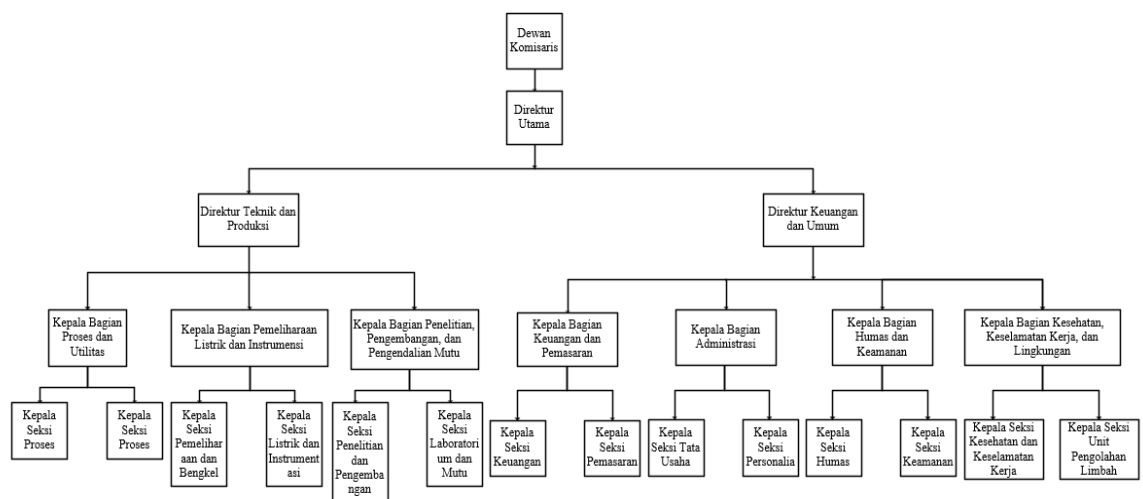 Dewan
Komisaris
Direktur
Utama
Direktur Teknik dan
Produksi
Direktur Keuangan
dan Umum
Kepala Bagian
Proses dan
Utilitas
Kepala Bagian Pemeliharaan
Listrik dan Instrumensi
Kepala Bagian Penelitian,
Pengembangan, dan
Pengendalian Mutu
Kepala Bagian
Keuangan dan
Pemasaran
Kepala Bagian
Administrasi
Kepala Bagian
Humas dan
Keamanan
Kepala Bagian Kesehatan,
Keselamatan Kerja, dan
Lingkungan
Kepala
Seksi Proses
Kepala
Seksi Proses
Kepala
Seksi
Pemelihar
aan dan
Bengkel
Kepala
Seksi
Listrik dan
Instrument
asi
Kepala
Seksi
Penelitian
dan
Pengemba
ngan
Kepala
Seksi
Laboratori
um dan
Mutu
Kepala
Seksi
Keuangan
Kepala
Seksi
Pemasaran
Kepala
Seksi Tata
Usaha
Kepala
Seksi
Personalia
Kepala
Seksi
Humas
Kepala
Seksi
Keamanan
Kepala Seksi
Kesehatan dan
Keselamatan
Kerja
Kepala Seksi
Unit
Pengolahan
Limbah